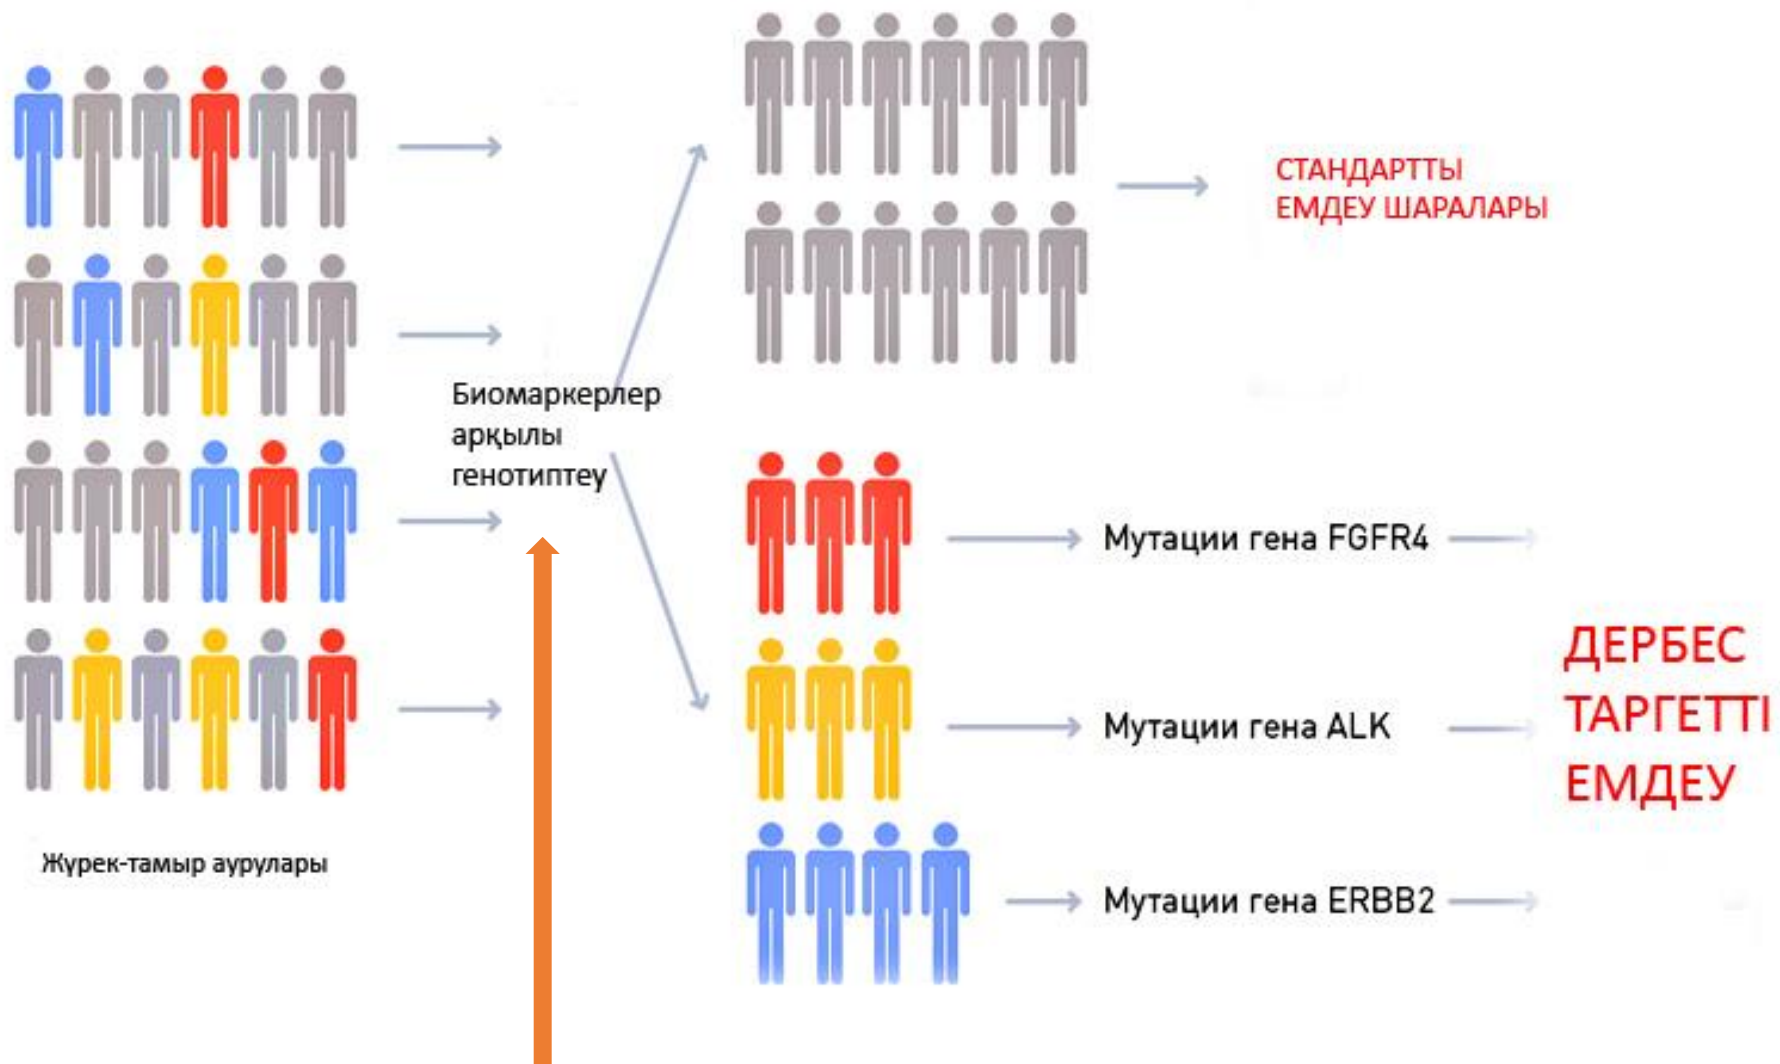 СТАНДАРТТЫ
ЕМДЕУ ШАРАЛАРЫ
Биомаркерлер
арқылы
генотиптеу
Мутации гена FGFR4
Мутации гена ALK
Мутации гена ERBB2
ДЕРБЕС
ТАРГЕТТІ
ЕМДЕУ
Жүрек-тамыр аурулары